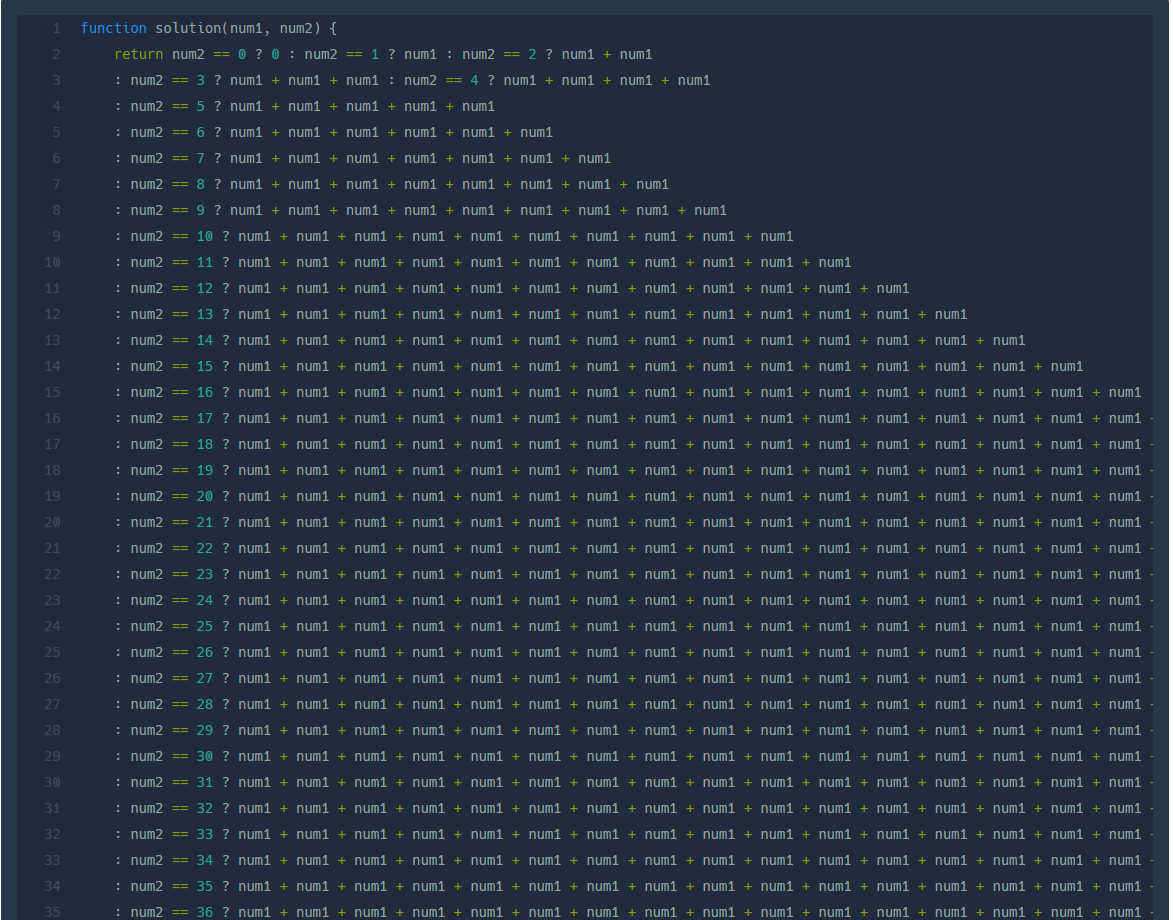 1 function solution(num1, num2) {
2 return num2 == 0 ? 0 : num2 == 1 ? num1 : num2 == 2 ? num1 + num1
3 : num2 == 3 ? num1 + num1 + num1 : num2 == 4 ? num1 + num1 + num1 + num1
4 : num2 == 5 ? num1 + num1 + num1 + num1 + num1
5 : num2 == 6 ? num1 + num1 + num1 + num1 + num1 + num1
6 : num2 == 7 ? num1 + num1 + num1 + num1 + num1 + num1 + num1
7 : num2 == 8 ? num1 + num1 + num1 + num1 + num1 + num1 + num1 + num1
8 : num2 == 9 ? num1 + num1 + num1 + num1 + num1 + num1 + num1 + num1 + num1
9 : num2 == 10 ? num1 + num1 + num1 + num1 + num1 + num1 + num1 + num1 + num1 + num1
10 : num2 == 11 ? num1 + num1 + num1 + num1 + num1 + num1 + num1 + num1 + num1 + num1 + num1
11 : num2 == 12 ? num1 + num1 + num1 + num1 + num1 + num1 + num1 + num1 + num1 + num1 + num1 + num1
12 : num2 == 13 ? num1 + num1 + num1 + num1 + num1 + num1 + num1 + num1 + num1 + num1 + num1 + num1 + num1
13 : num2 == 14 ? num1 + num1 + num1 + num1 + num1 + num1 + num1 + num1 + num1 + num1 + num1 + num1 + num1 + num1
14 : num2 == 15 ? num1 + num1 + num1 + num1 + num1 + num1 + num1 + num1 + num1 + num1 + num1 + num1 + num1 + num1 + num1
15 : num2 == 16 ? num1 + num1 + num1 + num1 + num1 + num1 + num1 + num1 + num1 + num1 + num1 + num1 + num1 + num1 + num1 + num1
16 : num2 == 17 ? num1 + num1 + num1 + num1 + num1 + num1 + num1 + num1 + num1 + num1 + num1 + num1 + num1 + num1 + num1 + num1 +
17 : num2 == 18 ? num1 + num1 + num1 + num1 + num1 + num1 + num1 + num1 + num1 + num1 + num1 + num1 + num1 + num1 + num1 + num1 +
18 : num2 == 19 ? num1 + num1 + num1 + num1 + num1 + num1 + num1 + num1 + num1 + num1 + num1 + num1 + num1 + num1 + num1 + num1 +
19 : num2 == 20 ? num1 + num1 + num1 + num1 + num1 + num1 + num1 + num1 + num1 + num1 + num1 + num1 + num1 + num1 + num1 + num1 +
20 : num2 == 21 ? num1 + num1 + num1 + num1 + num1 + num1 + num1 + num1 + num1 + num1 + num1 + num1 + num1 + num1 + num1 + num1 +
21 : num2 == 22 ? num1 + num1 + num1 + num1 + num1 + num1 + num1 + num1 + num1 + num1 + num1 + num1 + num1 + num1 + num1 + num1 +
22 : num2 == 23 ? num1 + num1 + num1 + num1 + num1 + num1 + num1 + num1 + num1 + num1 + num1 + num1 + num1 + num1 + num1 + num1 +
23 : num2 == 24 ? num1 + num1 + num1 + num1 + num1 + num1 + num1 + num1 + num1 + num1 + num1 + num1 + num1 + num1 + num1 + num1 +
24 : num2 == 25 ? num1 + num1 + num1 + num1 + num1 + num1 + num1 + num1 + num1 + num1 + num1 + num1 + num1 + num1 + num1 + num1 +
25 : num2 == 26 ? num1 + num1 + num1 + num1 + num1 + num1 + num1 + num1 + num1 + num1 + num1 + num1 + num1 + num1 + num1 + num1 +
26 : num2 == 27 ? num1 + num1 + num1 + num1 + num1 + num1 + num1 + num1 + num1 + num1 + num1 + num1 + num1 + num1 + num1 + num1 +
27 : num2 == 28 ? num1 + num1 + num1 + num1 + num1 + num1 + num1 + num1 + num1 + num1 + num1 + num1 + num1 + num1 + num1 + num1 +
28 : num2 == 29 ? num1 + num1 + num1 + num1 + num1 + num1 + num1 + num1 + num1 + num1 + num1 + num1 + num1 + num1 + num1 + num1 +
29 : num2 == 30 ? num1 + num1 + num1 + num1 + num1 + num1 + num1 + num1 + num1 + num1 + num1 + num1 + num1 + num1 + num1 + num1 +
30 : num2 == 31 ? num1 + num1 + num1 + num1 + num1 + num1 + num1 + num1 + num1 + num1 + num1 + num1 + num1 + num1 + num1 + num1 +
31 : num2 == 32 ? num1 + num1 + num1 + num1 + num1 + num1 + num1 + num1 + num1 + num1 + num1 + num1 + num1 + num1 + num1 + num1 +
32 : num2 == 33 ? num1 + num1 + num1 + num1 + num1 + num1 + num1 + num1 + num1 + num1 + num1 + num1 + num1 + num1 + num1 + num1 +
33 : num2 == 34 ? num1 + num1 + num1 + num1 + num1 + num1 + num1 + num1 + num1 + num1 + num1 + num1 + num1 + num1 + num1 + num1 +
34 : num2 == 35 ? num1 + num1 + num1 + num1 + num1 + num1 + num1 + num1 + num1 + num1 + num1 + num1 + num1 + num1 + num1 + num1 +
35 : num2 == 36 ? num1 + num1 + num1 + num1 + num1 + num1 + num1 + num1 + num1 + num1 + num1 + num1 + num1 + num1 + num1 + num1 +